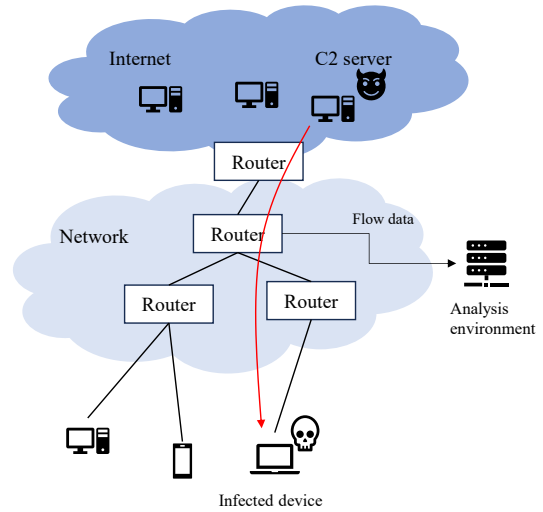 Internet
C2 server
Router
Network
Router
Flow data
Router
Router
Analysis
environment
Infected device